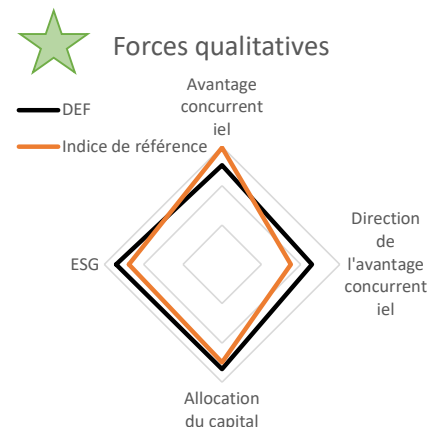 Forces qualitatives
Avantage
concurrent
iel
DEF
Indice de référence
Direction
de
l'avantage
concurrent
iel
ESG
Allocation
du capital